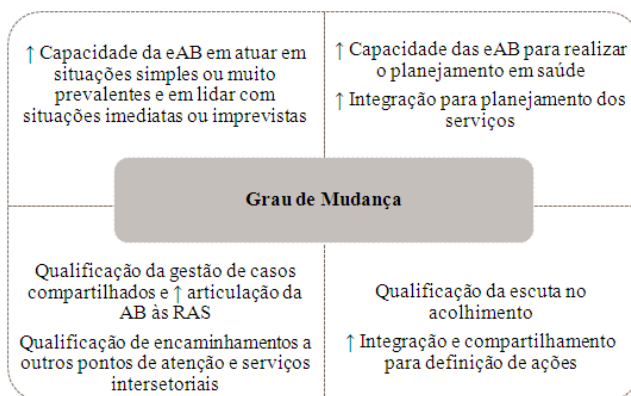 ↑ Capacidade da eAB em atuar em
situações simples ou muito
prevalentes e em lidar com
situações imediatas ou imprevistas
↑ Capacidade das eAB para realizar
o planejamento em saúde
↑ Integração para planejamento dos
serviços
Grau de Mudança
Qualificação da gestão de casos
compartilhados e ↑ articulação da
AB às RAS
Qualificação de encaminhamentos a
outros pontos de atenção e serviços
intersetoriais
Qualificação da escuta no
acolhimento
↑ Integração e compartilhamento
para definição de ações